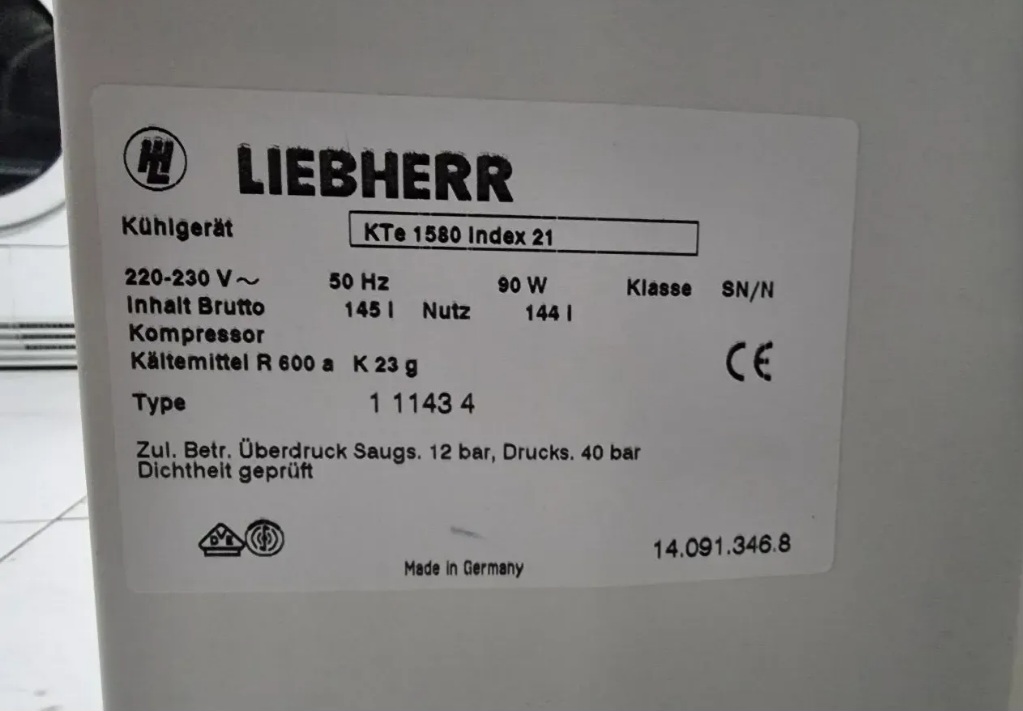 LIEBHERR
Kühlgerät KTe 1580 Index 21
220-230 V~ 50 Hz 90 W Klasse SN/N
Inhalt Brutto 145 l Nutz 144 l
Kompressor
Kältemittel R 600 a K 23 g
CE
Type 1 1143 4
Zul. Betr. Überdruck Saugs. 12 bar, Drucks. 40 bar
Dichtheit geprüft
DVE
Made in Germany 14.091.346.8